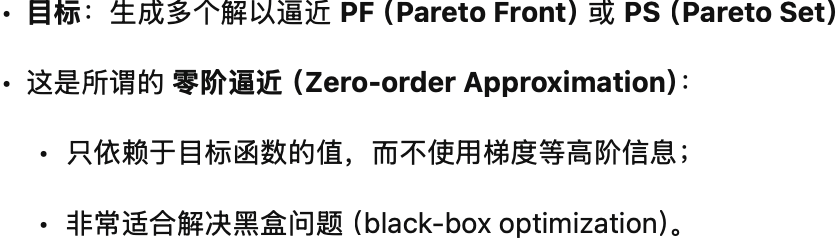 • 目标：生成多个解以逼近 PF (Pareto Front) 或 PS (Pareto Set)
• 这是所谓的 零阶逼近 (Zero-order Approximation)：
• 只依赖于目标函数的值，而不使用梯度等高阶信息；
• 非常适合解决黑盒问题 (black-box optimization)。